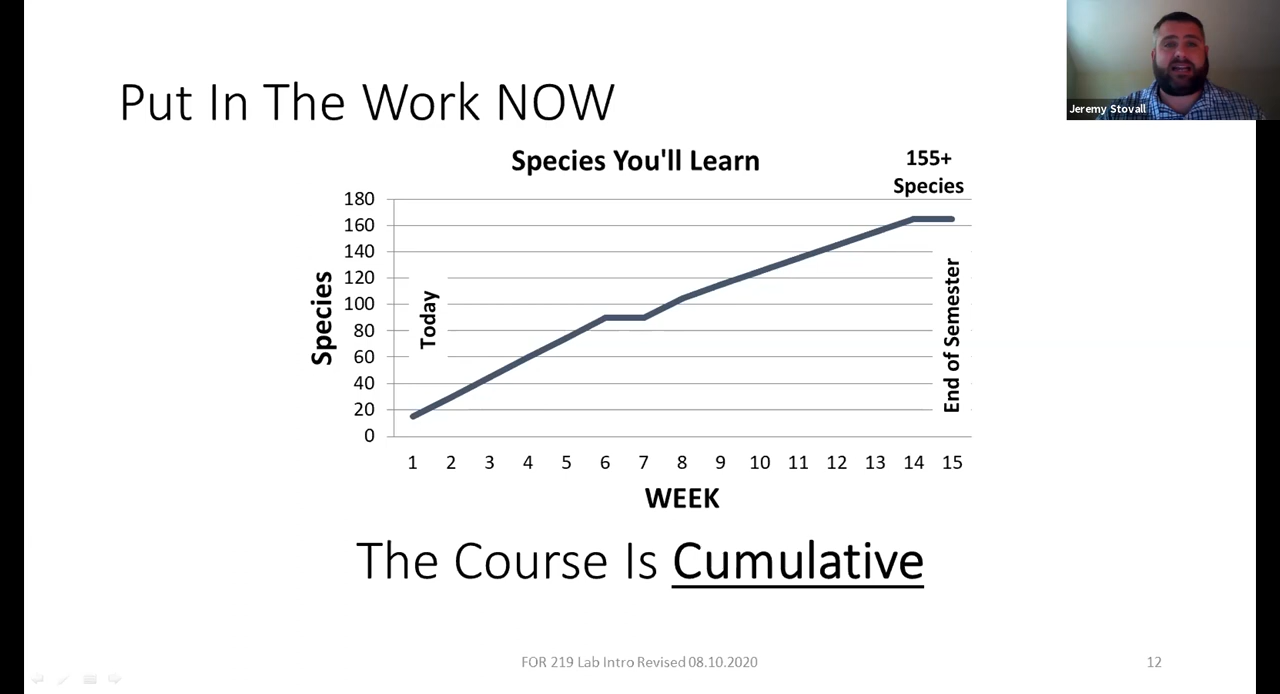 Jeremy Stovall
Put In The Work NOW
Species You'll Learn
155+
Species
180
160
140
120
100
80
60
40
20
0
Species
Today
End of Semester
1 2 3 4 5 6 7 8 9 10 11 12 13 14 15
WEEK
The Course Is Cumulative
FOR 219 Lab Intro Revised 08.10.2020
12